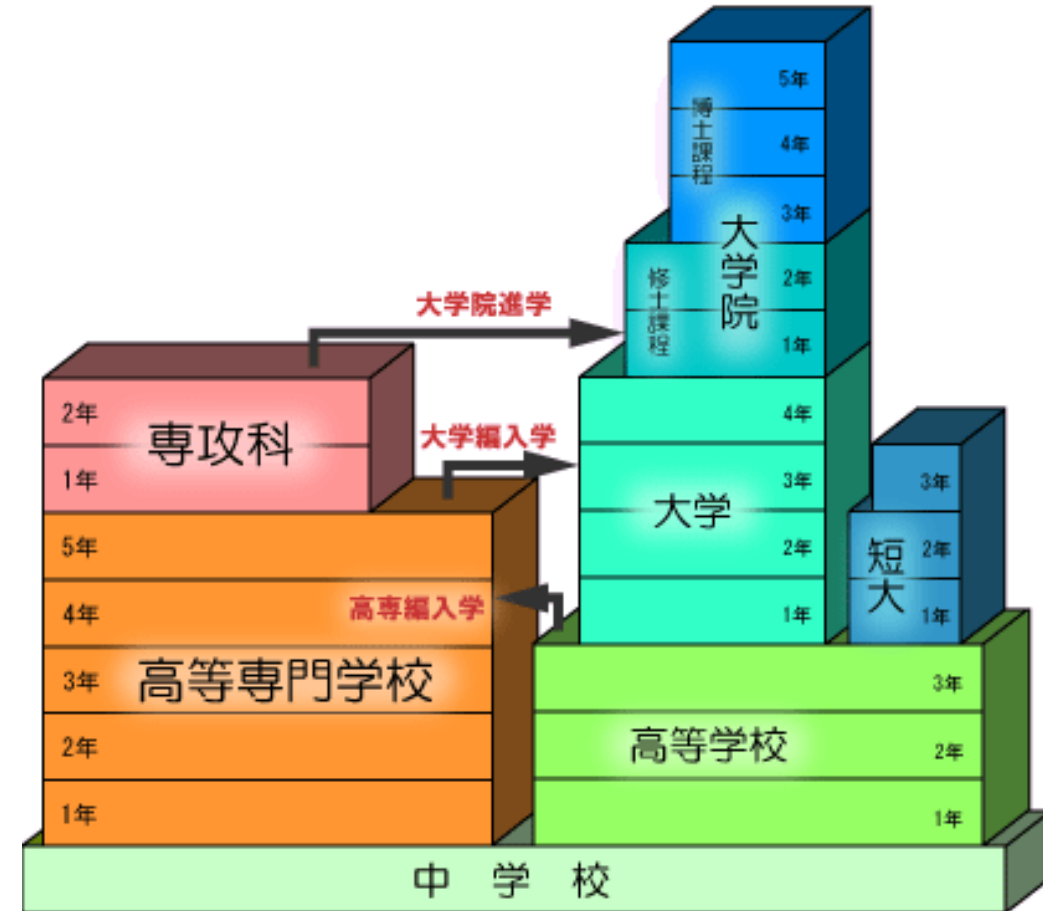 5年
4年
3年
博士課程
大学院
2年
1年
修士課程
大学院進学
2年
1年
専攻科
大学編入学
4年
3年
2年
1年
大学
3年
2年
1年
短大
5年
4年
3年
2年
1年
高等専門学校
高専編入学
3年
2年
1年
高等学校
中学校